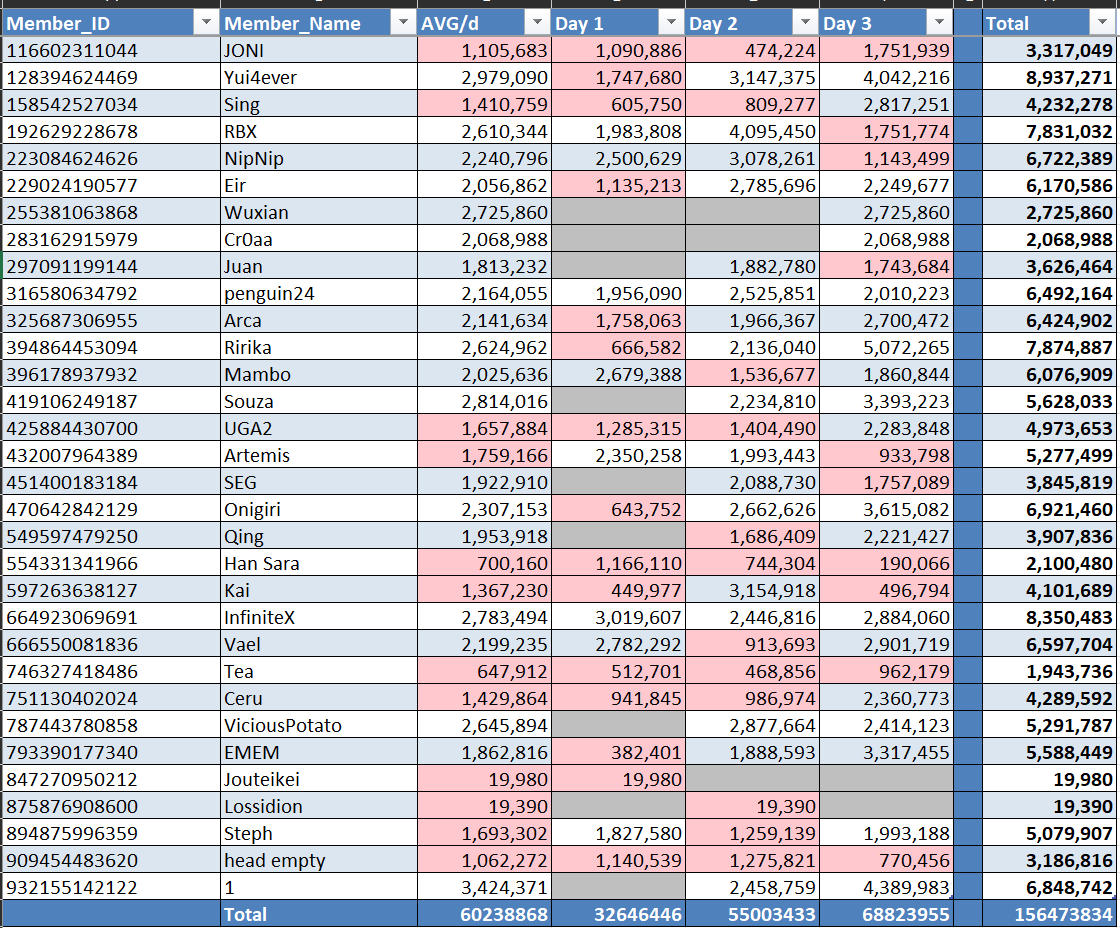 Member_ID Member_Name AVG/d Day 1 Day 2 Day 3 Total
116602311044 JONI 1,105,683 1,090,886 474,224 1,751,939 3,317,049
128394624469 Yui4ever 2,979,090 1,747,680 3,147,375 4,042,216 8,937,271
158542527034 Sing 1,410,759 605,750 809,277 2,817,251 4,232,278
192629228678 RBX 2,610,344 1,983,808 4,095,450 1,751,774 7,831,032
223084624626 NipNip 2,240,796 2,500,629 3,078,261 1,143,499 6,722,389
229024190577 Eir 2,056,862 1,135,213 2,785,696 2,249,677 6,170,586
255381063868 Wuxian 2,725,860 2,725,860 2,725,860
283162915979 Cr0aa 2,068,988 2,068,988 2,068,988
297091199144 Juan 1,813,232 1,882,780 1,743,684 3,626,464
316580634792 penguin24 2,164,055 1,956,090 2,525,851 2,010,223 6,492,164
325687306955 Arca 2,141,634 1,758,063 1,966,367 2,700,472 6,424,902
394864453094 Ririka 2,624,962 666,582 2,136,040 5,072,265 7,874,887
396178937932 Mambo 2,025,636 2,679,388 1,536,677 1,860,844 6,076,909
419106249187 Souza 2,814,016 2,234,810 3,393,223 5,628,033
425884430700 UGA2 1,657,884 1,285,315 1,404,490 2,283,848 4,973,653
432007964389 Artemis 1,759,166 2,350,258 1,993,443 933,798 5,277,499
451400183184 SEG 1,922,910 2,088,730 1,757,089 3,845,819
470642842129 Onigiri 2,307,153 643,752 2,662,626 3,615,082 6,921,460
549597479250 Qing 1,953,918 1,686,409 2,221,427 3,907,836
554331341966 Han Sara 700,160 1,166,110 744,304 190,066 2,100,480
597263638127 Kai 1,367,230 449,977 3,154,918 496,794 4,101,689
664923069691 InfiniteX 2,783,494 3,019,607 2,446,816 2,884,060 8,350,483
666550081836 Vael 2,199,235 2,782,292 913,693 2,901,719 6,597,704
746327418486 Tea 647,912 512,701 468,856 962,179 1,943,736
751130402024 Ceru 1,429,864 941,845 986,974 2,360,773 4,289,592
787443780858 ViciousPotato 2,645,894 2,877,664 2,414,123 5,291,787
793390177340 EMEM 1,862,816 382,401 1,888,593 3,317,455 5,588,449
847270950212 Jouteikei 19,980 19,980 19,980
875876908600 Lossidion 19,390 19,390 19,390
894875996359 Steph 1,693,302 1,827,580 1,259,139 1,993,188 5,079,907
909454483620 head empty 1,062,272 1,140,539 1,275,821 770,456 3,186,816
932155142122 1 3,424,371 2,458,759 4,389,983 6,848,742
Total 60238868 32646446 55003433 68823955 156473834